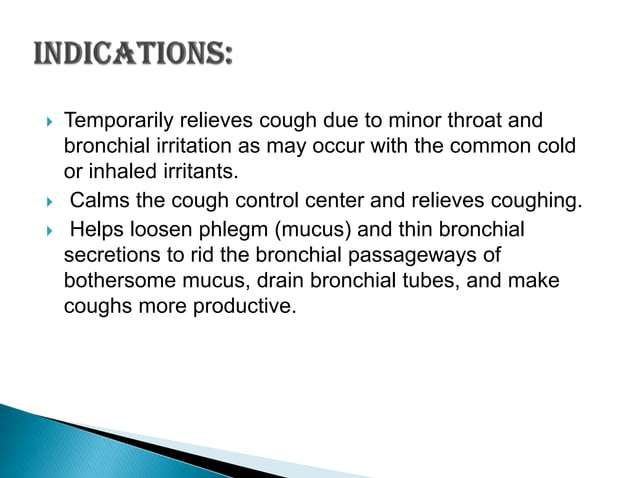 INDICATIONS:
Temporarily relieves cough due to minor throat and
bronchial irritation as may occur with the common cold
or inhaled irritants.
Calms the cough control center and relieves coughing.
Helps loosen phlegm (mucus) and thin bronchial
secretions to rid the bronchial passageways of
bothersome mucus, drain bronchial tubes, and make
coughs more productive.